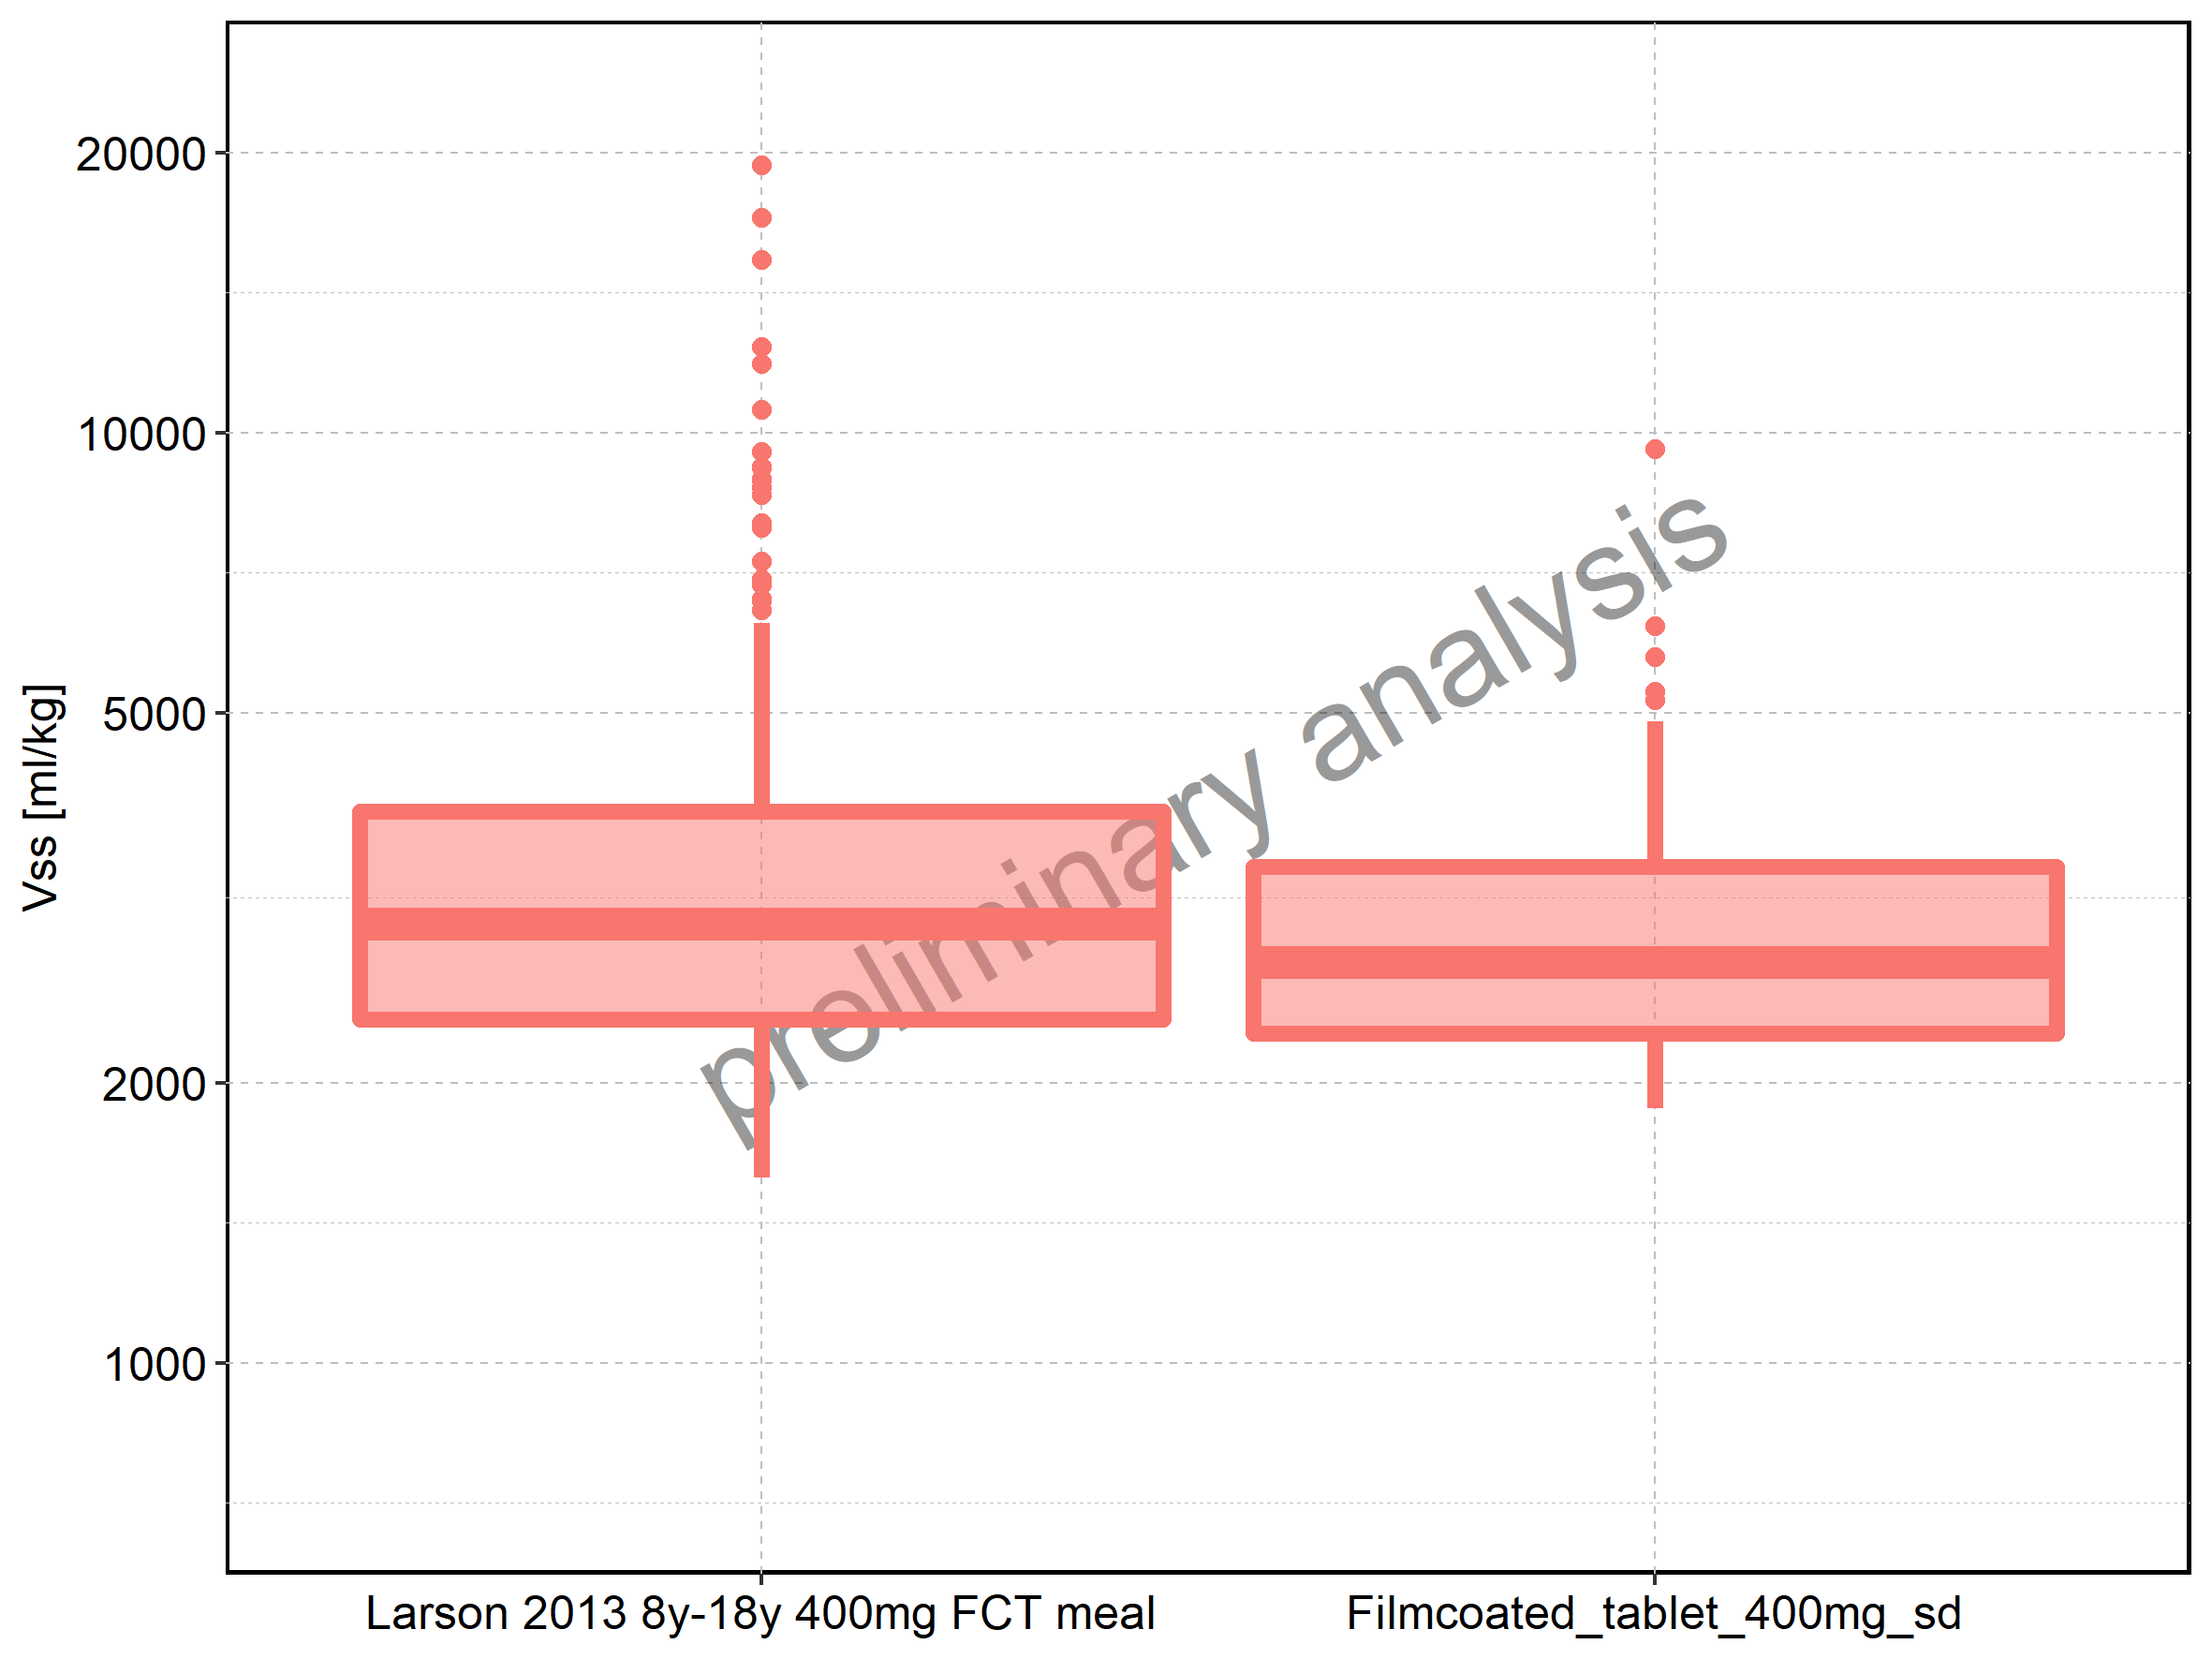 20000
10000
5000
2000
1000
Vss [ml/kg]
preliminary analysis
Larson 2013 8y-18y 400mg FCT meal
Filmcoated_tablet_400mg_sd